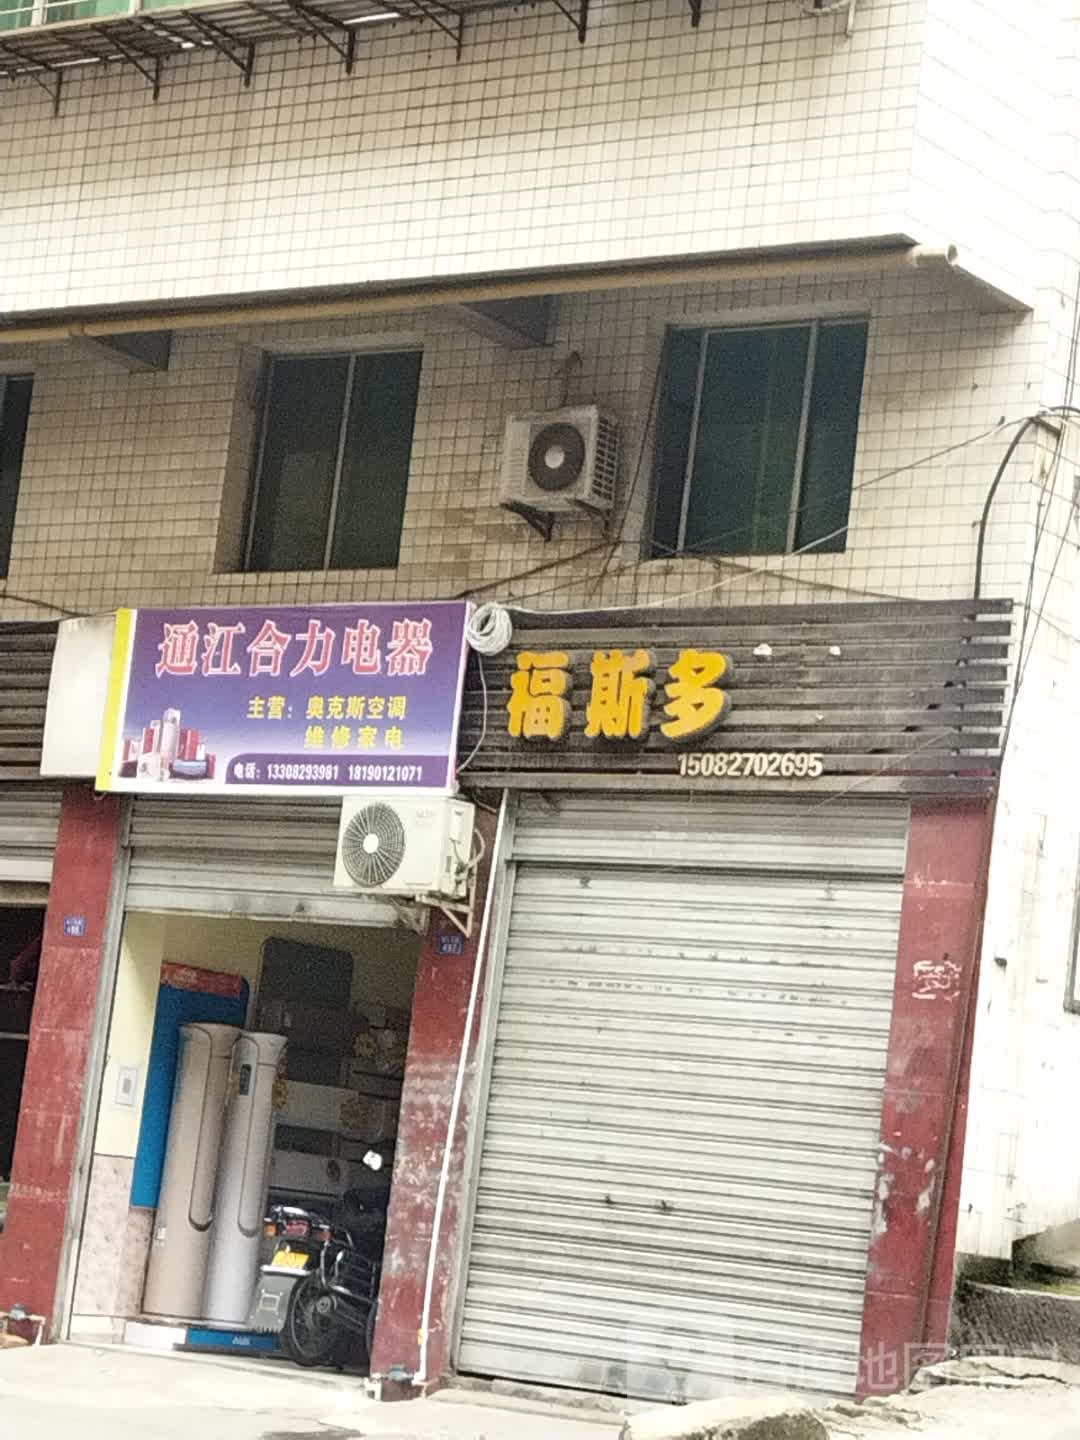 通江合力电器
主营：奥克斯空调
维修家电
电话：13308293981 18190121071
福斯多
15082702695